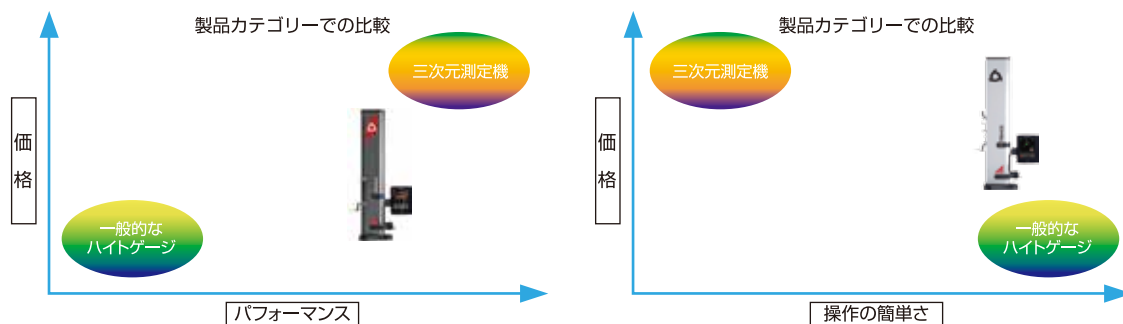 製品カテゴリーでの比較
三次元測定機
価
格
一般的な
ハイトゲージ
パフォーマンス
製品カテゴリーでの比較
三次元測定機
価
格
一般的な
ハイトゲージ
操作の簡単さ